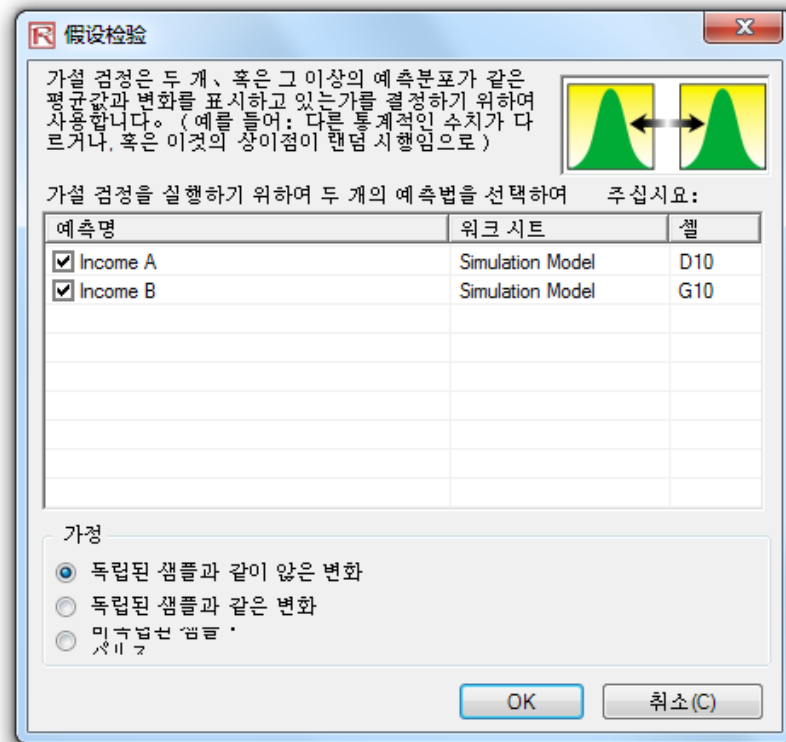 假设检验
가설 검정은 두 개、혹은 그 이상의 예측분포가 같은
평균값과 변화를 표시하고 있는가를 결정하기 위하여
사용합니다。(예를 들어: 다른 통계적인 수치가 다
르거나, 혹은 이것의 상이점이 랜덤 시행임으로)
가설 검정을 실행하기 위하여 두 개의 예측법을 선택하여 주십시요:
예측명 워크시트 셀
Income A Simulation Model D10
Income B Simulation Model G10
가정
독립된 샘플과 같이 않은 변화
독립된 샘플과 같은 변화
OK 취소(C)